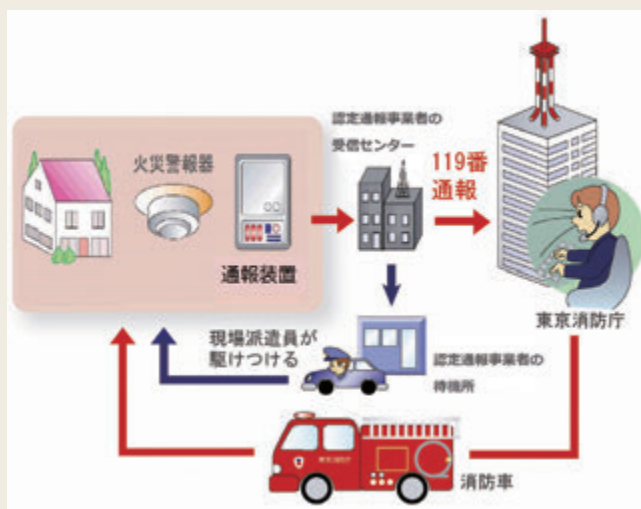 認定通報事業者の
受信センター
火災警報器
119番
通報
通報装置
東京消防庁
現場派遣員が
駆けつける
認定通報事業者の
待機所
消防車